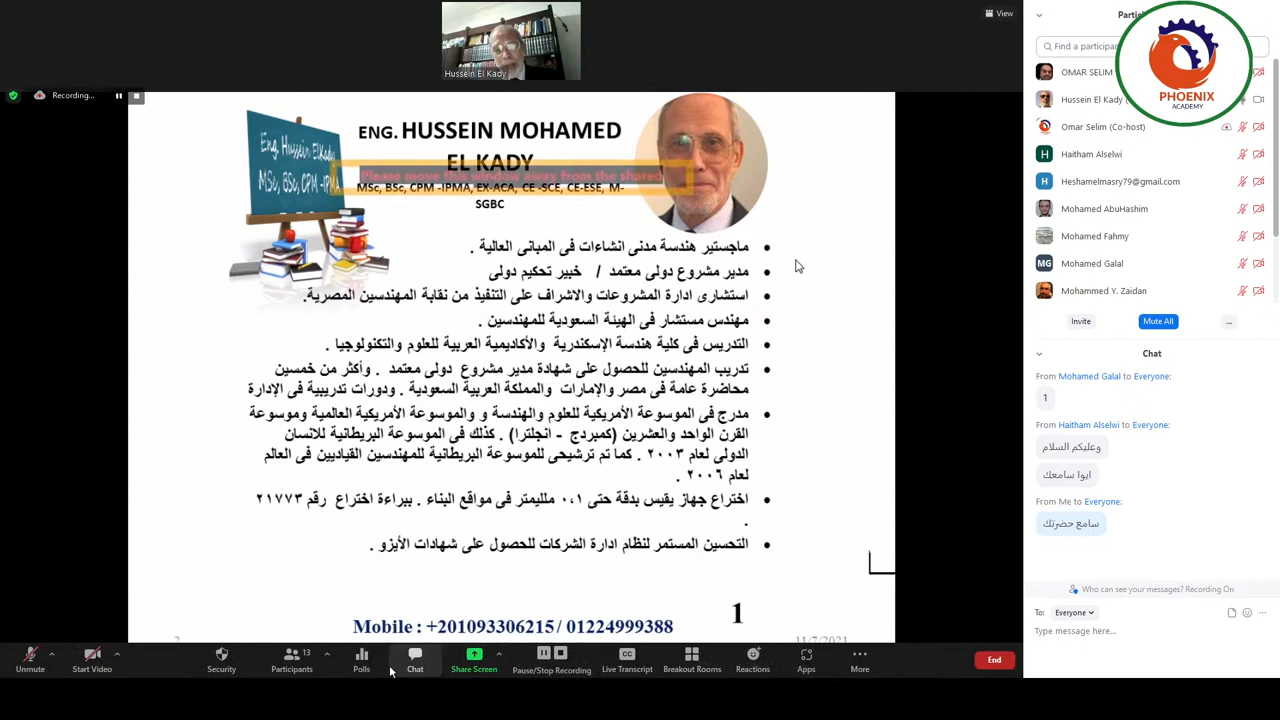 View
Hussein El Kady
Recording...
Eng. Hussein Elkady
MSc, BSc, CPM-IPMA
ENG. HUSSEIN MOHAMED
EL KADY
Please move this window away from the shared
MSc, BSc, CPM -IPMA, EX-ACA, CE -SCE, CE-ESE, M-
SGBC
• ماجستير هندسة مدنى انشاءات فى المبانى العالية .
• مدير مشروع دولى معتمد / خبير تحكيم دولى
• استشارى ادارة المشروعات والاشراف على التنفيذ من نقابة المهندسين المصرية.
• مهندس مستشار فى الهيئة السعودية للمهندسين .
• التدريس فى كلية هندسة الإسكندرية والأكاديمية العربية للعلوم والتكنولوجيا .
• تدريب المهندسين للحصول على شهادة مدير مشروع دولى معتمد . وأكثر من خمسين
محاضرة عامة فى مصر والإمارات والمملكة العربية السعودية . ودورات تدريبية فى الإدارة
• مدرج فى الموسوعة الأمريكية للعلوم والهندسة و والموسوعة الأمريكية العالمية وموسوعة
القرن الواحد والعشرين (كمبردج - انجلترا) . كذلك فى الموسوعة البريطانية للانسان
الدولى لعام ٢٠٠٣ . كما تم ترشيحى للموسوعة البريطانية للمهندسين القياديين فى العالم
لعام ٢٠٠٦ .
• اختراع جهاز يقيس بدقة حتى ٠،١ ملليمتر فى مواقع البناء . ببراءة اختراع رقم ٢١٧٧٣
.
• التحسين المستمر لنظام ادارة الشركات للحصول على شهادات الأيزو .
1
Mobile : +201093306215/ 01224999388
2
11/7/2021
Unmute
Start Video
Security
Participants
13
Polls
Chat
Share Screen
Pause/Stop Recording
CC
Live Transcript
Breakout Rooms
Reactions
Apps
More
End
PHOENIX
ACADEMY
Find a participa
OMAR SELIM
Hussein El Kady (
Omar Selim (Co-host)
H Haitham Alselwi
Heshamelmasry79@gmail.com
Mohamed AbuHashim
Mohamed Fahmy
MG Mohamed Galal
Mohammed Y. Zaidan
Invite
Mute All
...
Chat
From Mohamed Galal to Everyone:
1
From Haitham Alselwi to Everyone:
وعليكم السلام
ايوا سامعك
From Me to Everyone:
سامع حضرتك
Who can see your messages? Recording On
To: Everyone
Type message here...